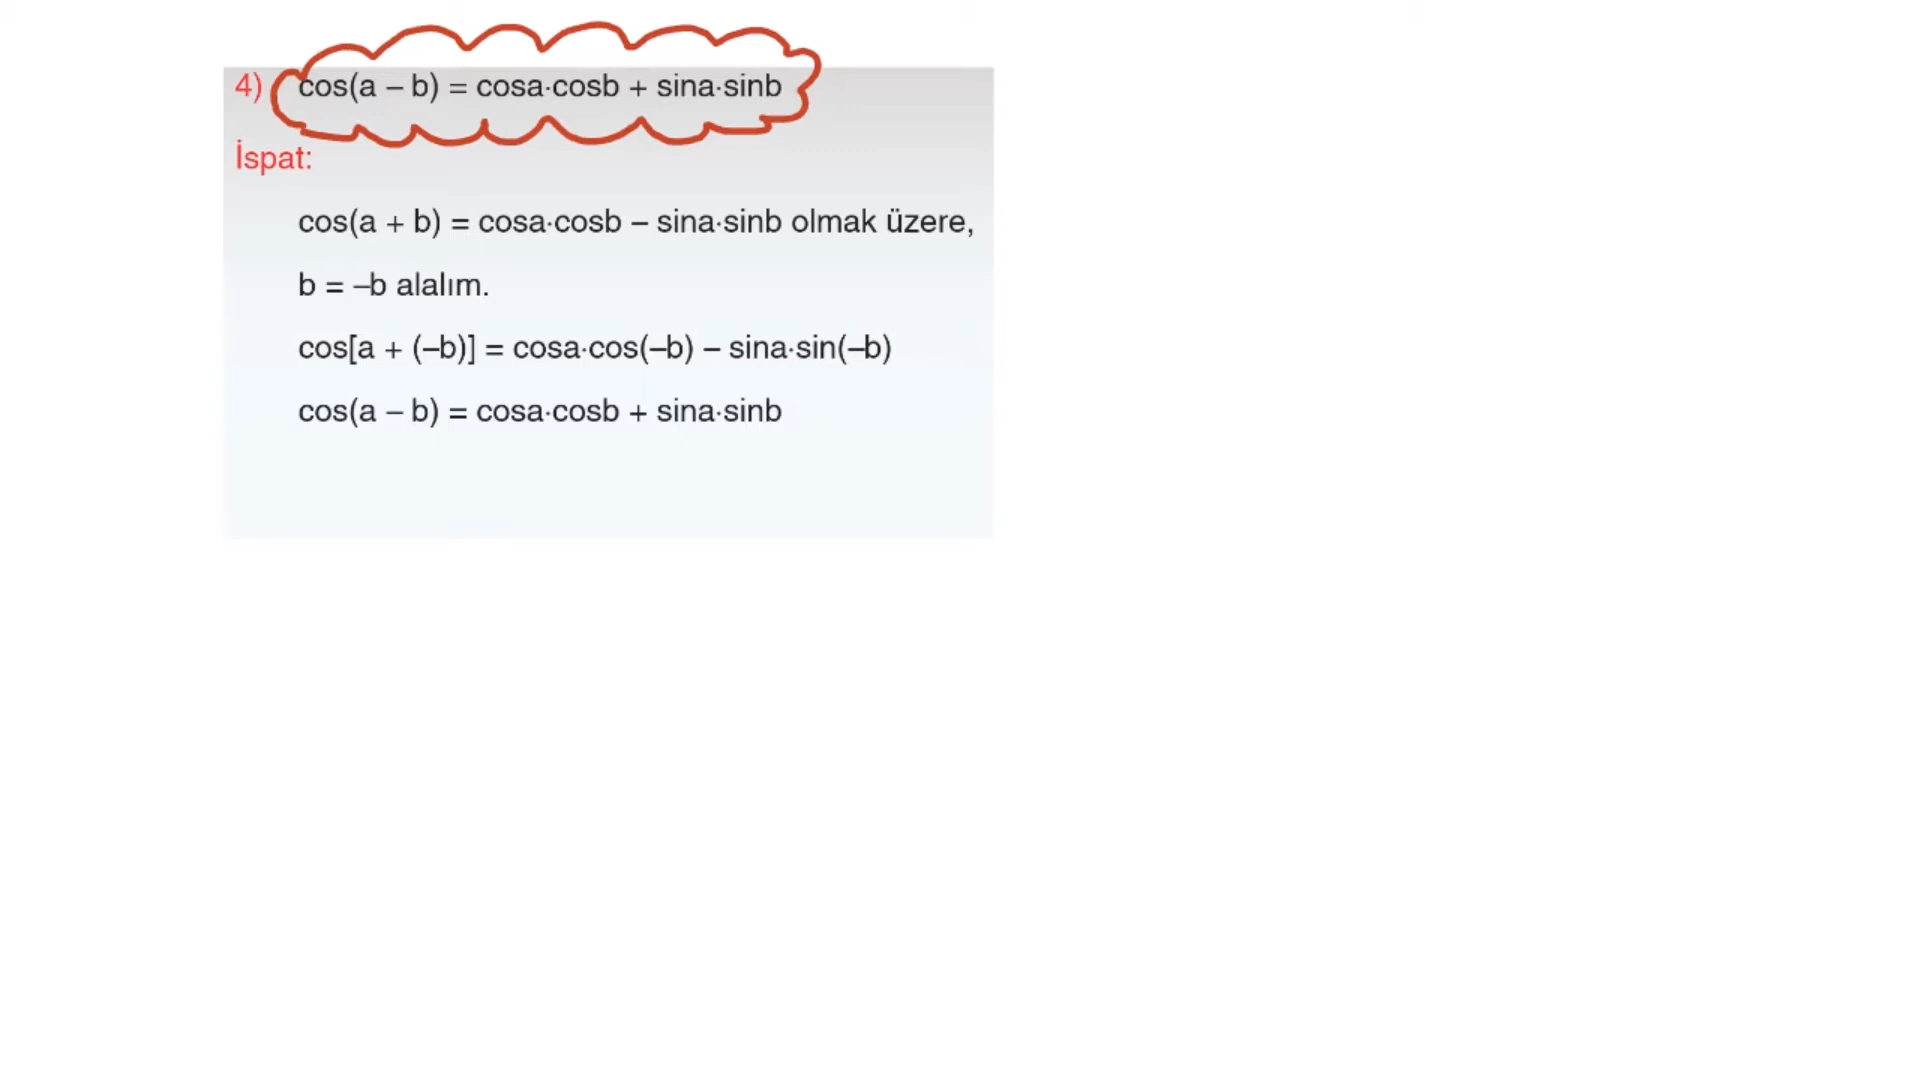 4) cos(a – b) = cosa·cosb + sina·sinb
İspat:
cos(a + b) = cosa·cosb – sina·sinb olmak üzere,
b = –b alalım.
cos[a + (–b)] = cosa·cos(–b) – sina·sin(–b)
cos(a – b) = cosa·cosb + sina·sinb